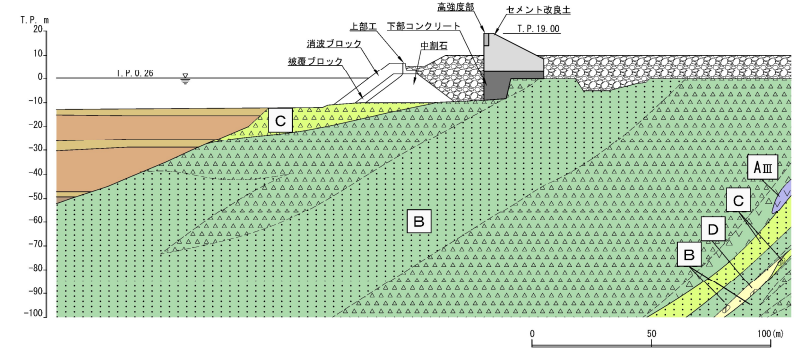 T.P. m
高強度部
セメント改良土
上部工
下部コンクリート
T.P.19.00
消波ブロック
中割石
被覆ブロック
T.P.0.26
20
10
0
-10
-20
-30
-40
-50
-60
-70
-80
-90
-100
C
B
AⅢ
C
D
B
0
50
100(m)